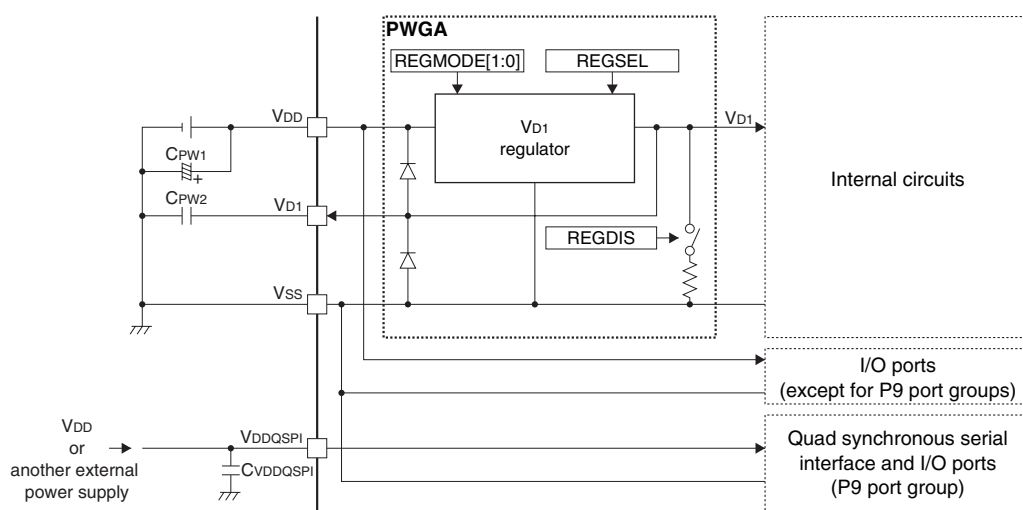 PWGA
REGMODE[1:0]
REGSEL
VDD
VD1
regulator
VD1
Internal circuits
CPW1
+
CPW2
VD1
REGDIS
VSS
I/O ports
(except for P9 port groups)
VDD
or
another external
power supply
VDDQSPI
CVDDQSPI
Quad synchronous serial
interface and I/O ports
(P9 port group)